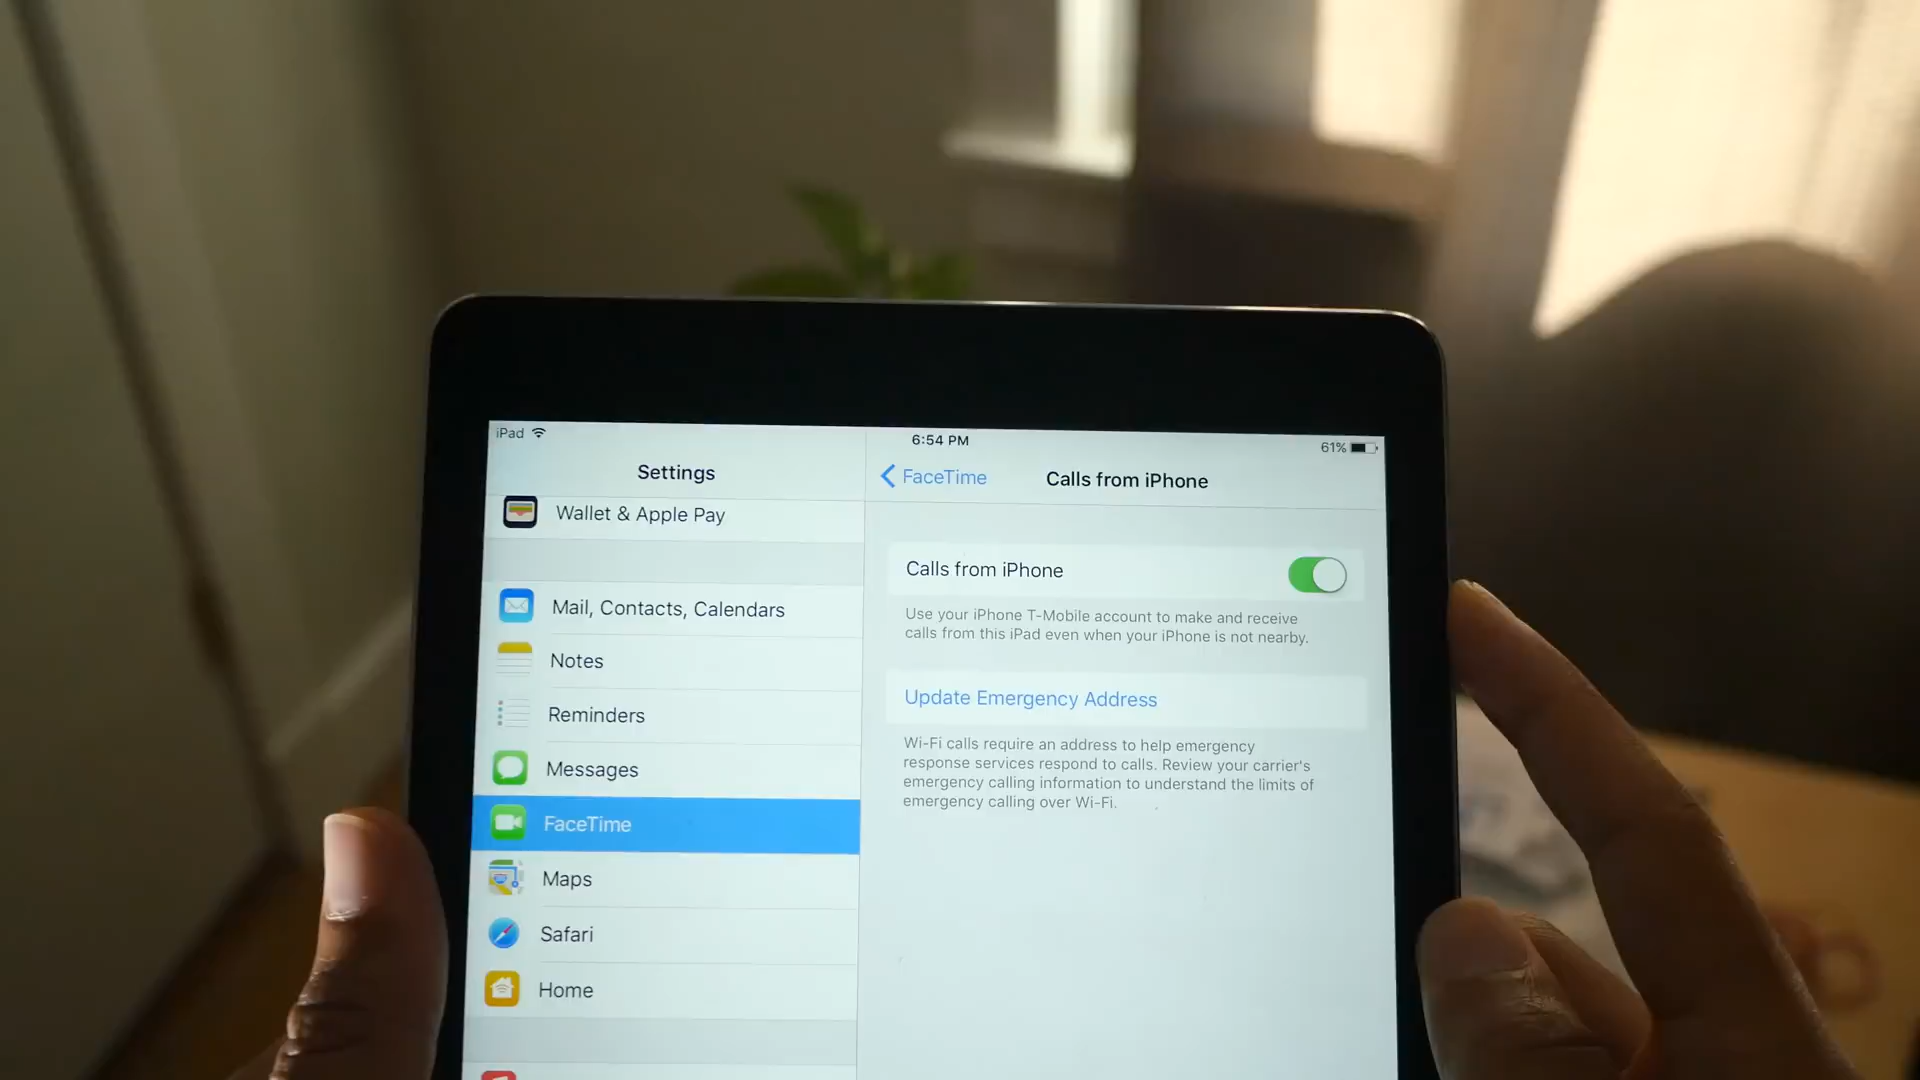 iPad
6:54 PM
61%
Settings
Wallet & Apple Pay
Mail, Contacts, Calendars
Notes
Reminders
Messages
FaceTime
Maps
Safari
Home
FaceTime
Calls from iPhone
Calls from iPhone
Use your iPhone T-Mobile account to make and receive
calls from this iPad even when your iPhone is not nearby.
Update Emergency Address
Wi-Fi calls require an address to help emergency
response services respond to calls. Review your carrier's
emergency calling information to understand the limits of
emergency calling over Wi-Fi.